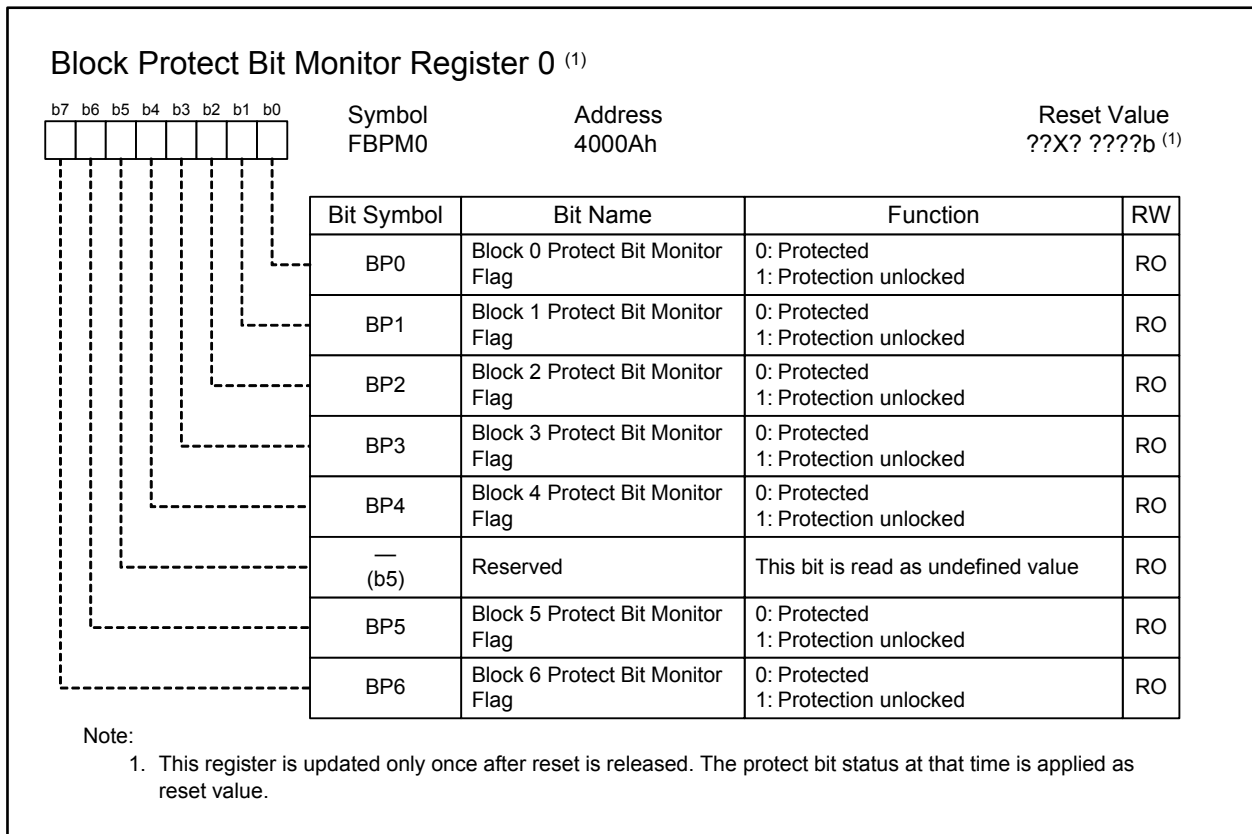 Block Protect Bit Monitor Register 0 (1)
b7 b6 b5 b4 b3 b2 b1 b0
Symbol Address Reset Value
FBPM0 4000Ah ??X? ????b (1)
Bit Symbol Bit Name Function RW
BP0 Block 0 Protect Bit Monitor Flag 0: Protected
1: Protection unlocked RO
BP1 Block 1 Protect Bit Monitor Flag 0: Protected
1: Protection unlocked RO
BP2 Block 2 Protect Bit Monitor Flag 0: Protected
1: Protection unlocked RO
BP3 Block 3 Protect Bit Monitor Flag 0: Protected
1: Protection unlocked RO
BP4 Block 4 Protect Bit Monitor Flag 0: Protected
1: Protection unlocked RO
—
(b5) Reserved This bit is read as undefined value RO
BP5 Block 5 Protect Bit Monitor Flag 0: Protected
1: Protection unlocked RO
BP6 Block 6 Protect Bit Monitor Flag 0: Protected
1: Protection unlocked RO
Note:
1. This register is updated only once after reset is released. The protect bit status at that time is applied as
reset value.